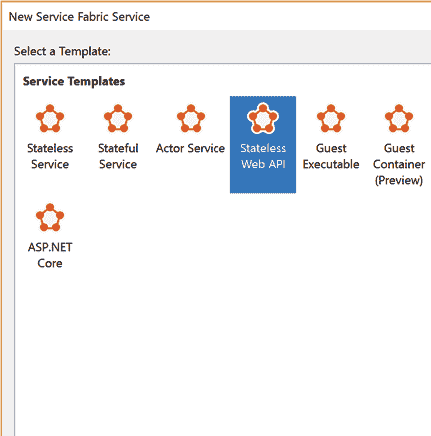 New Service Fabric Service
Select a Template:
Service Templates
Stateless
Service
Stateful
Service
Actor Service
Stateless
Web API
Guest
Executable
Guest
Container
(Preview)
ASP.NET
Core